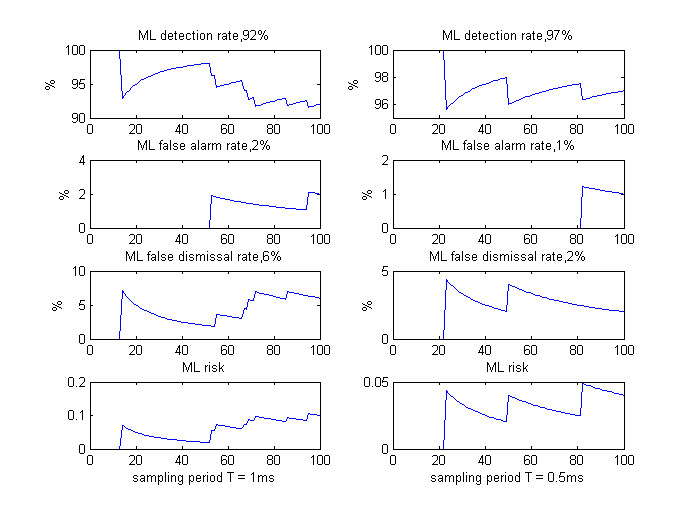 ML detection rate,92%
100
95
90
%
0 20 40 60 80 100
ML detection rate,97%
100
98
96
%
0 20 40 60 80 100
ML false alarm rate,2%
4
2
0
%
0 20 40 60 80 100
ML false alarm rate,1%
2
1
0
%
0 20 40 60 80 100
ML false dismissal rate,6%
10
5
0
%
0 20 40 60 80 100
ML false dismissal rate,2%
5
0
%
0 20 40 60 80 100
ML risk
0.2
0.1
0
0 20 40 60 80 100
sampling period T = 1ms
ML risk
0.05
0
0 20 40 60 80 100
sampling period T = 0.5ms